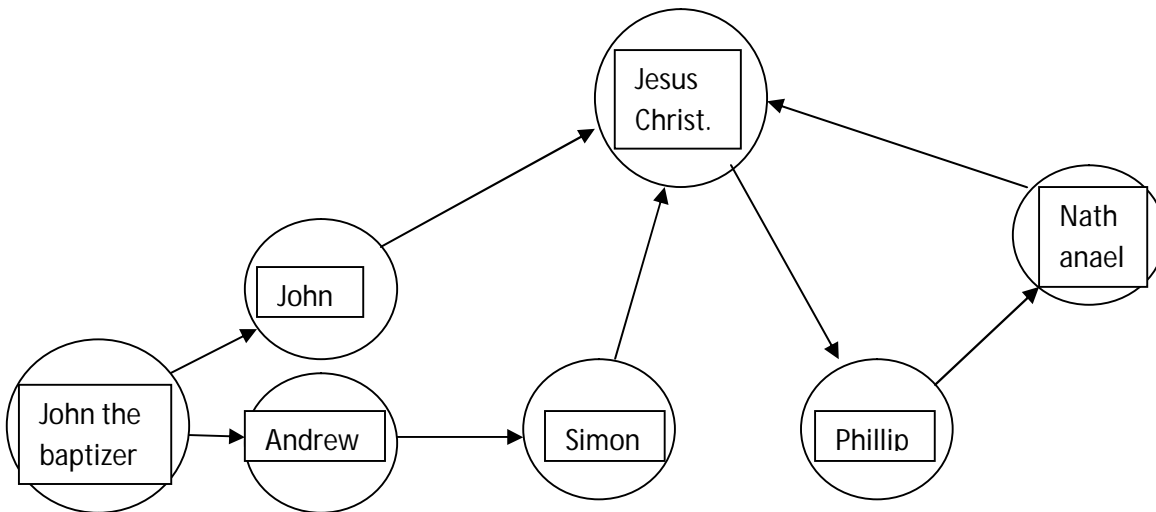 Jesus
Christ.
Nath
anael
John
John the
baptizer
Andrew
Simon
Phillip